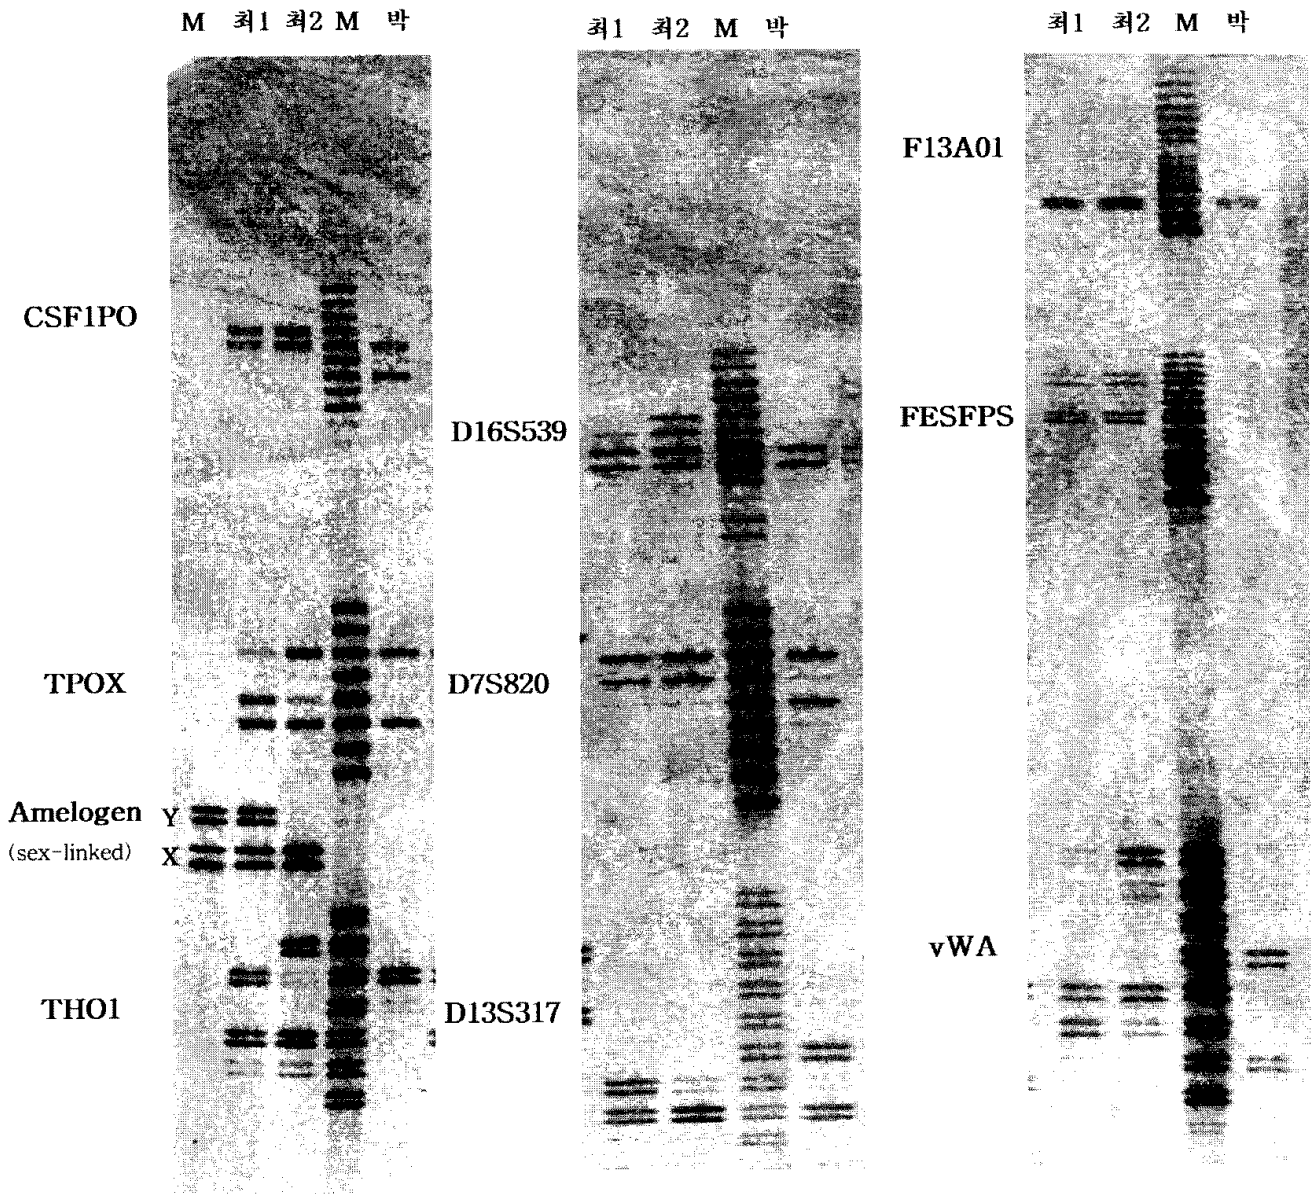 M 최1 최2 M 박
최1 최2 M 박
최1 최2 M 박
F13A01
CSF1PO
D16S539
FESFPS
TPOX
D7S820
Amelogen Y
(sex-linked) X
vWA
THO1
D13S317